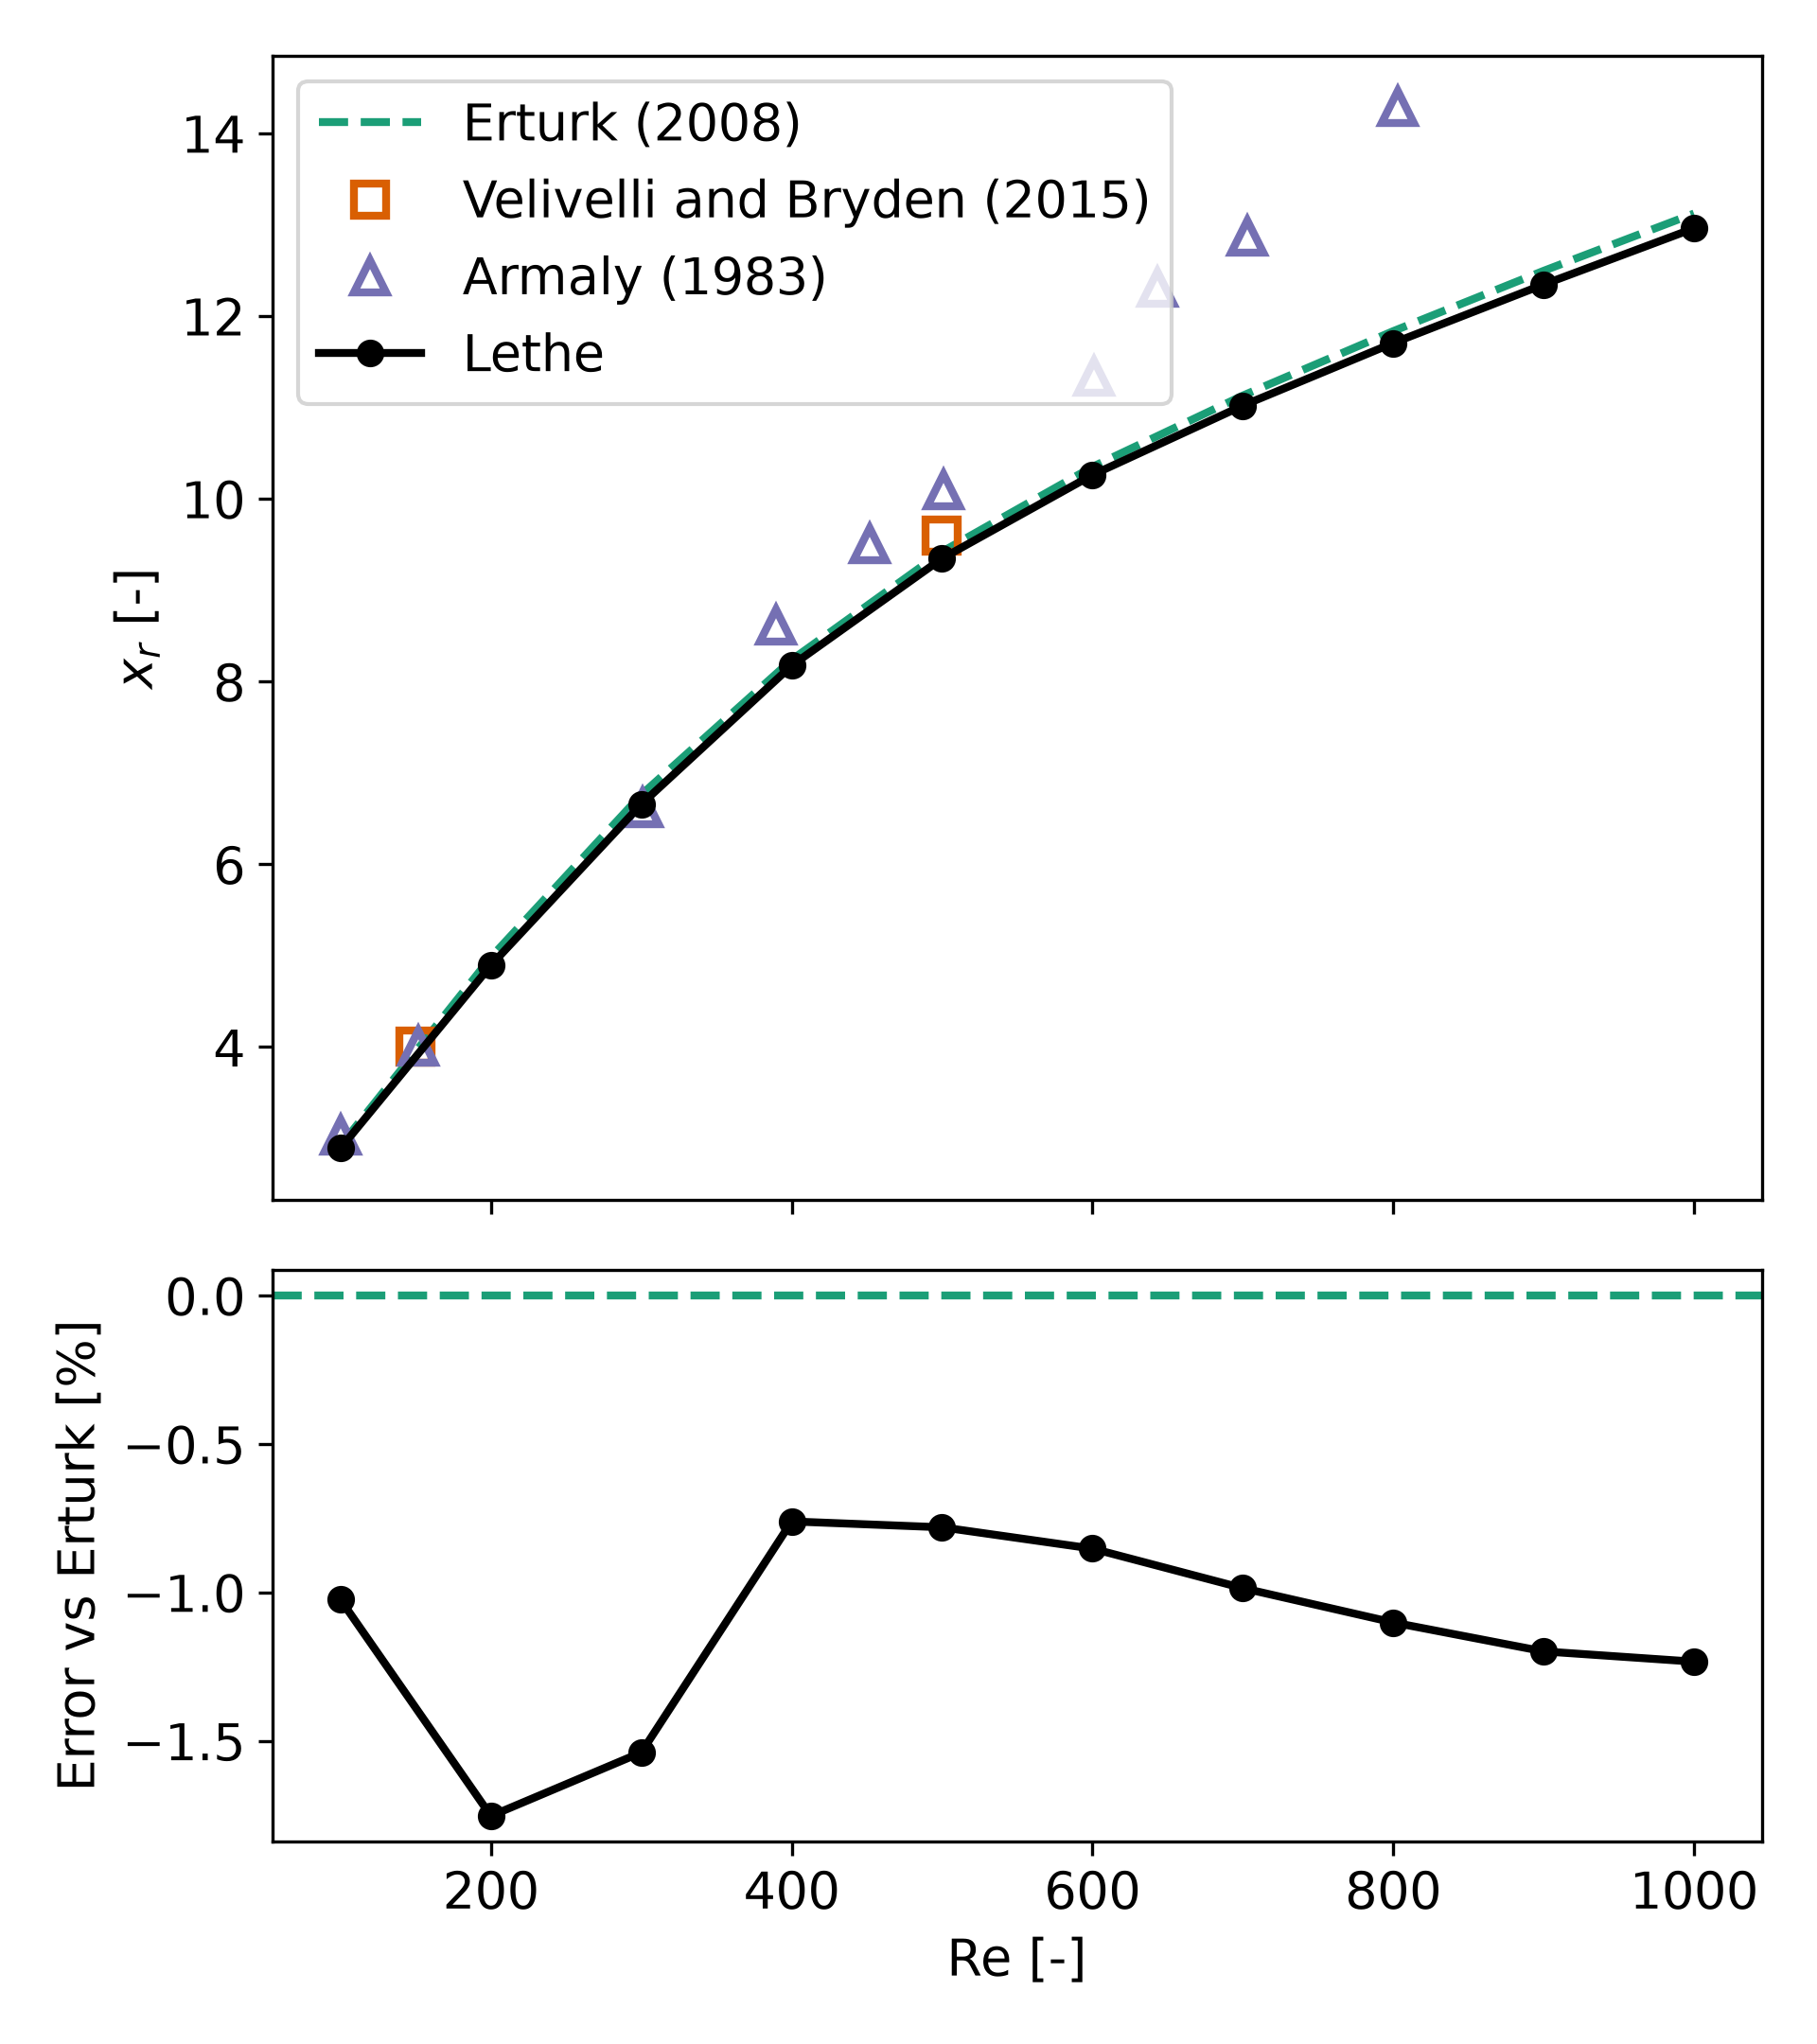 Erturk (2008)
Velivelli and Bryden (2015)
Armaly (1983)
Lethe
14
12
10
8
6
4
x_r [-]
0.0
−0.5
−1.0
−1.5
Error vs Erturk [%]
200 400 600 800 1000
Re [-]